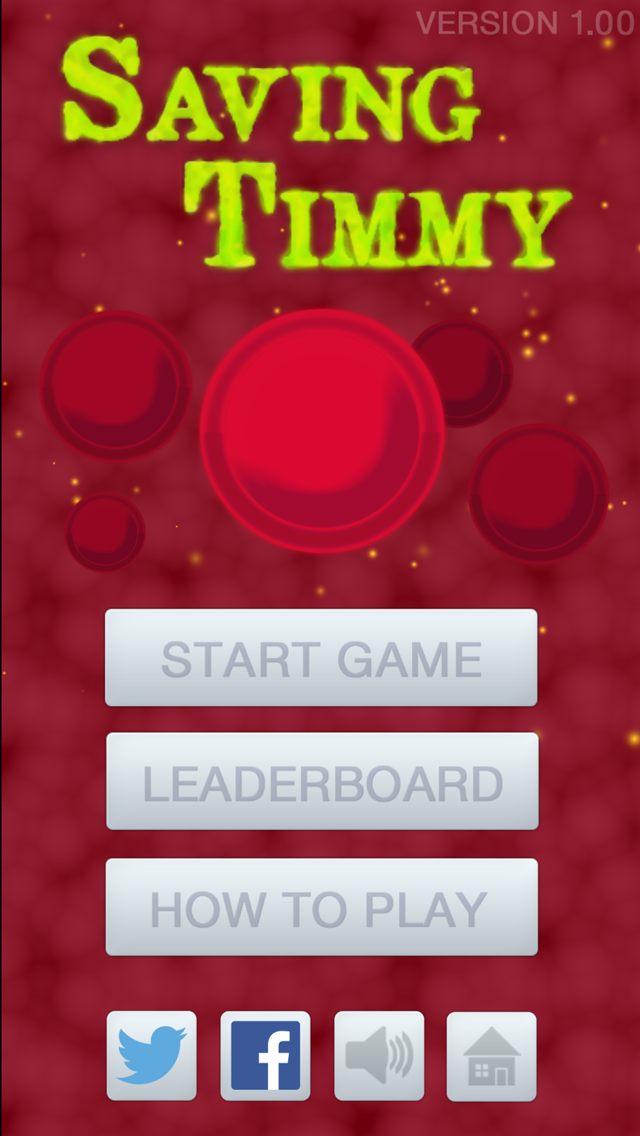 VERSION 1.00
SAVING
TIMMY
START GAME
LEADERBOARD
HOW TO PLAY